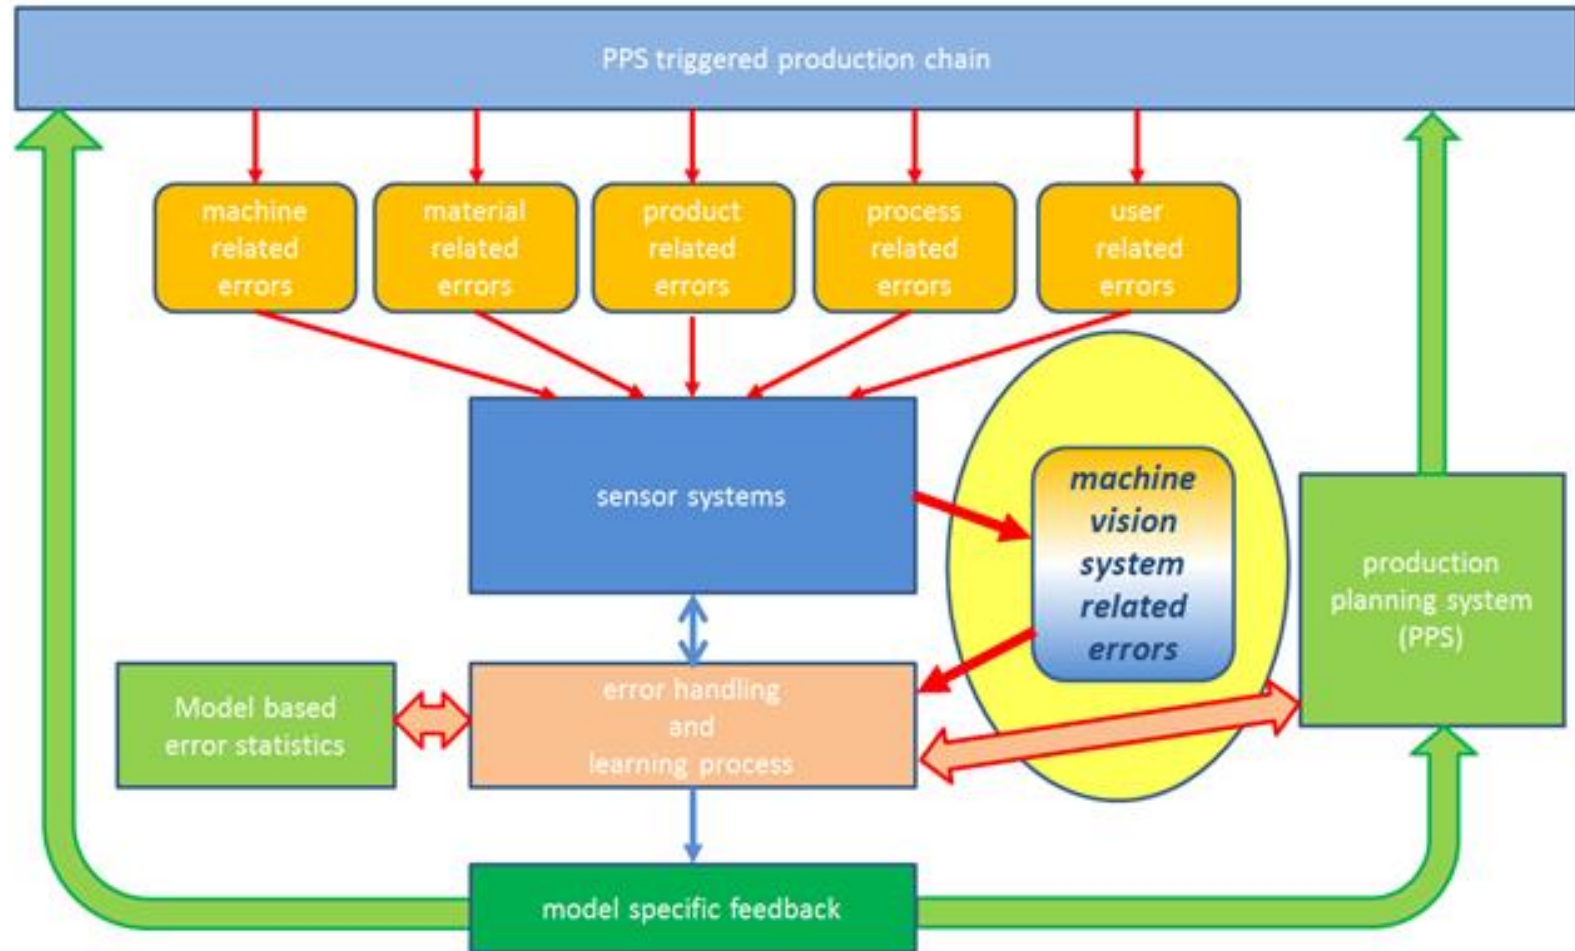 PPS triggered production chain
machine
related
errors
material
related
errors
product
related
errors
process
related
errors
user
related
errors
sensor systems
machine
vision
system
related
errors
production
planning system
(PPS)
Model based
error statistics
error handling
and
learning process
model specific feedback